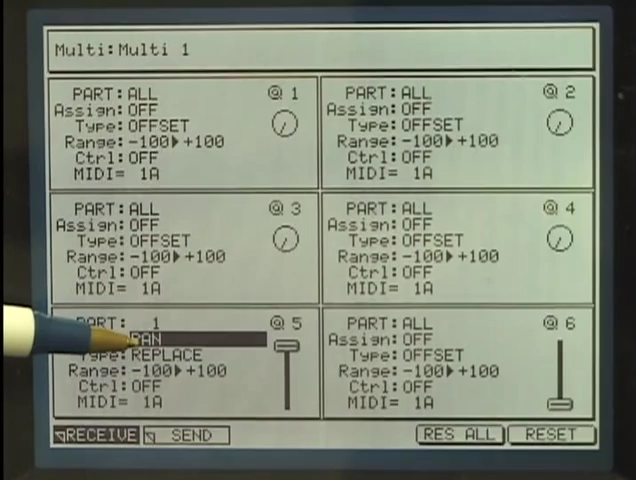 Multi:Multi 1
PART:ALL @ 1
Assign:OFF
Type:OFFSET
Range:-100▶+100
Ctrl:OFF
MIDI= 1A
PART:ALL @ 2
Assign:OFF
Type:OFFSET
Range:-100▶+100
Ctrl:OFF
MIDI= 1A
PART:ALL @ 3
Assign:OFF
Type:OFFSET
Range:-100▶+100
Ctrl:OFF
MIDI= 1A
PART:ALL @ 4
Assign:OFF
Type:OFFSET
Range:-100▶+100
Ctrl:OFF
MIDI= 1A
PART: 1 @ 5
PAN
Type:REPLACE
Range:-100▶+100
Ctrl:OFF
MIDI= 1A
PART:ALL @ 6
Assign:OFF
Type:OFFSET
Range:-100▶+100
Ctrl:OFF
MIDI= 1A
RECEIVE SEND RES ALL RESET